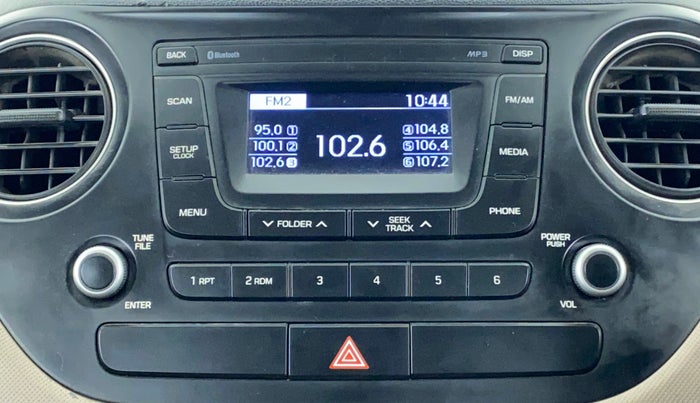 BACK
Bluetooth
MP3
DISP
SCAN
FM2
10:44
FM/AM
95.0 1
4 104.8
100.1 2
102.6
5 106.4
102.6 3
6 107.2
SETUP
CLOCK
MEDIA
MENU
FOLDER
SEEK
TRACK
PHONE
TUNE
FILE
POWER
PUSH
1 RPT
2 RDM
3
4
5
6
ENTER
VOL